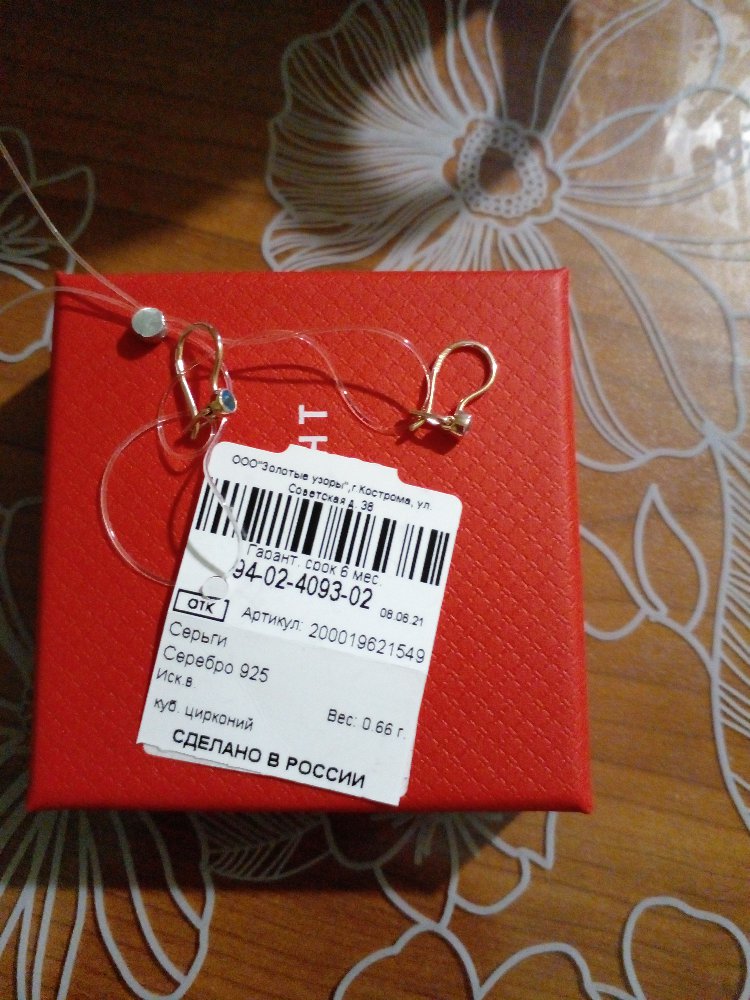 НТ
ООО"Золотые узоры",г.Кострома, ул.
Советская д. 38
Гарант. срок 6 мес.
94-02-4093-02 08.06.21
ОТК Артикул: 200019621549
Серьги
Серебро 925
Иск.в
куб. цирконий Вес: 0.66 г.
СДЕЛАНО В РОССИИ